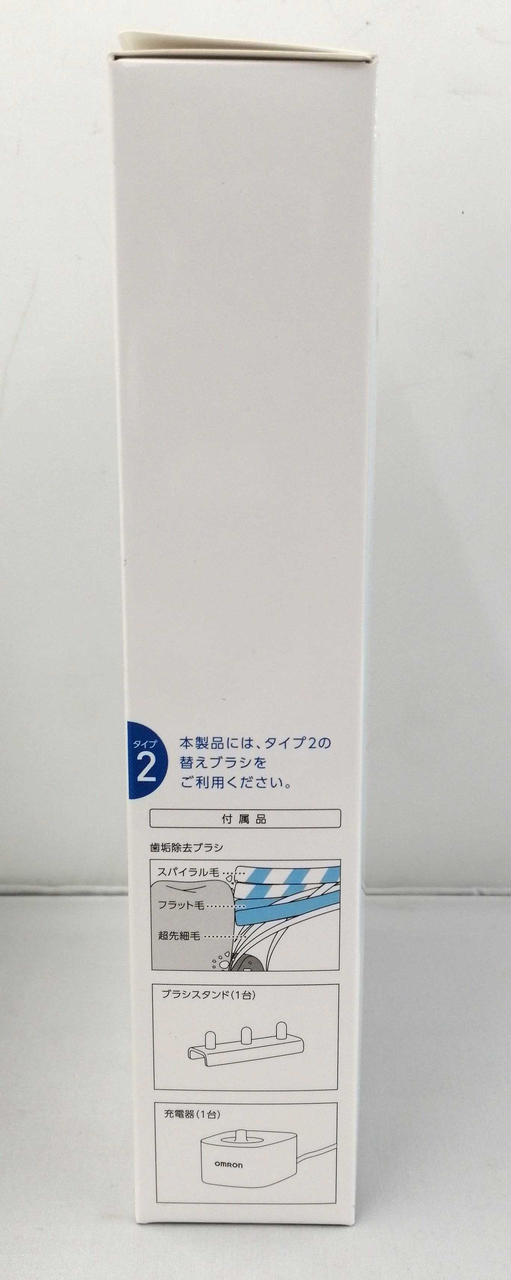 タイプ
2
本製品には、タイプ2の
替えブラシを
ご利用ください。
付属品
歯垢除去ブラシ
スパイラル毛
フラット毛
超先細毛
ブラシスタンド(1台)
充電器(1台)
OMRON